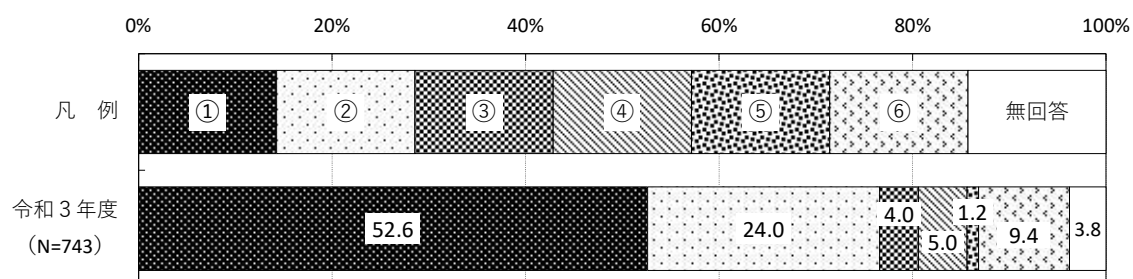 0% 20% 40% 60% 80% 100%
凡　例 ① ② ③ ④ ⑤ ⑥ 無回答
令和３年度
（N=743）
52.6 24.0 4.0 5.0 1.2 9.4 3.8